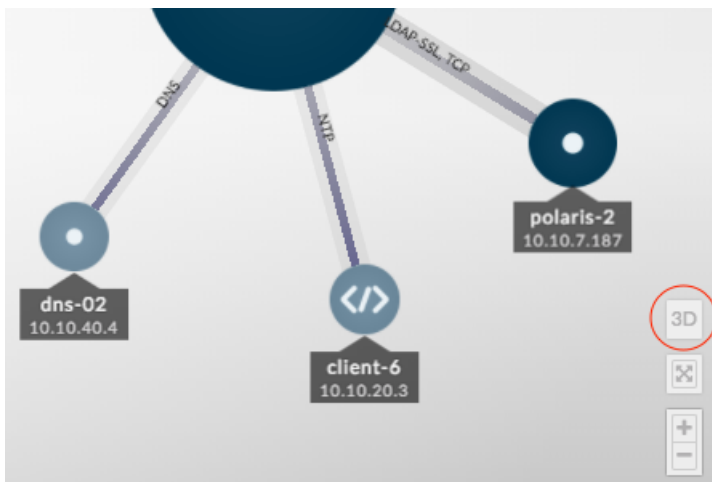 LDAP-SSL, TCP
DNS
NTP
polaris-2
10.10.7.187
dns-02
10.10.40.4
3D
</>
client-6
10.10.20.3
+
−